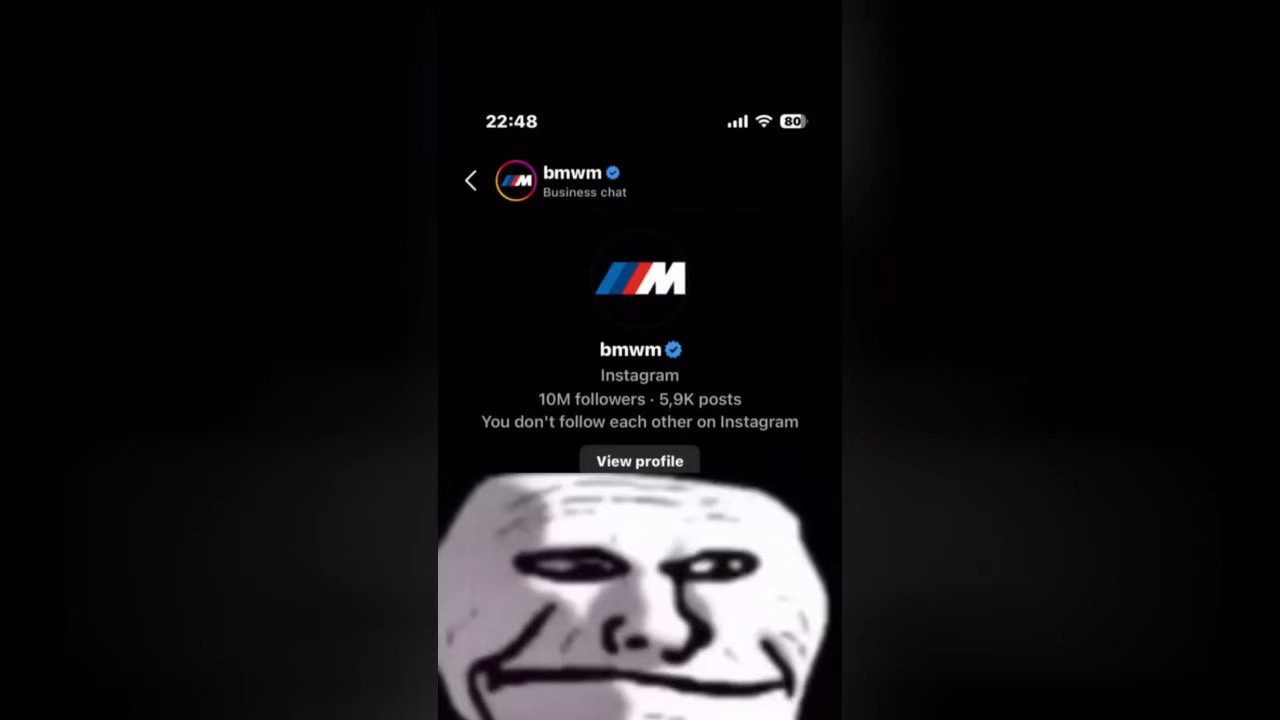 22:48
80
bmwm
Business chat
M
M
bmwm
Instagram
10M followers · 5,9K posts
You don't follow each other on Instagram
View profile